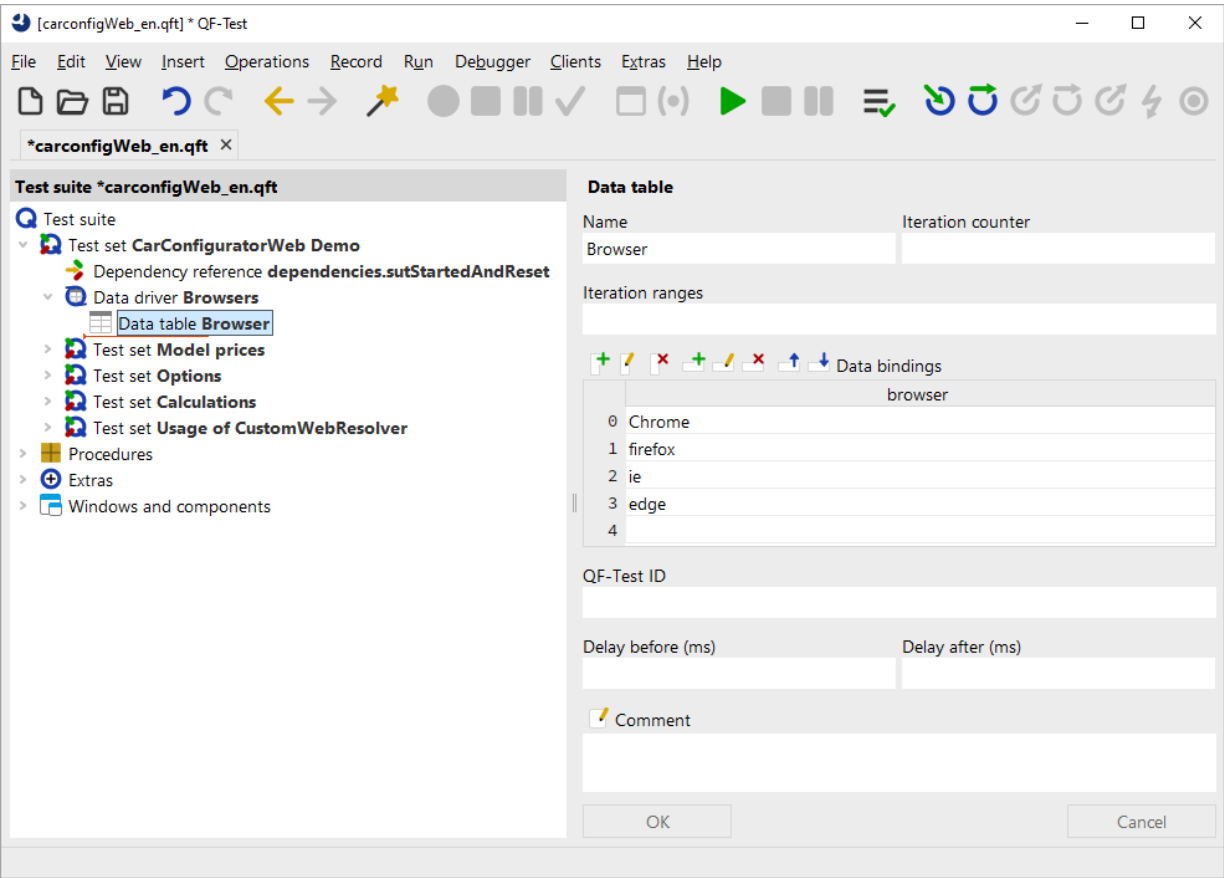 [carconfigWeb_en.qft] * QF-Test
File Edit View Insert Operations Record Run Debugger Clients Extras Help
*carconfigWeb_en.qft
Test suite *carconfigWeb_en.qft
Test suite
Test set CarConfiguratorWeb Demo
Dependency reference dependencies.sutStartedAndReset
Data driver Browsers
Data table Browser
Test set Model prices
Test set Options
Test set Calculations
Test set Usage of CustomWebResolver
Procedures
Extras
Windows and components
Data table
Name Iteration counter
Browser
Iteration ranges
Data bindings
browser
0 Chrome
1 firefox
2 ie
3 edge
4
QF-Test ID
Delay before (ms) Delay after (ms)
Comment
OK Cancel